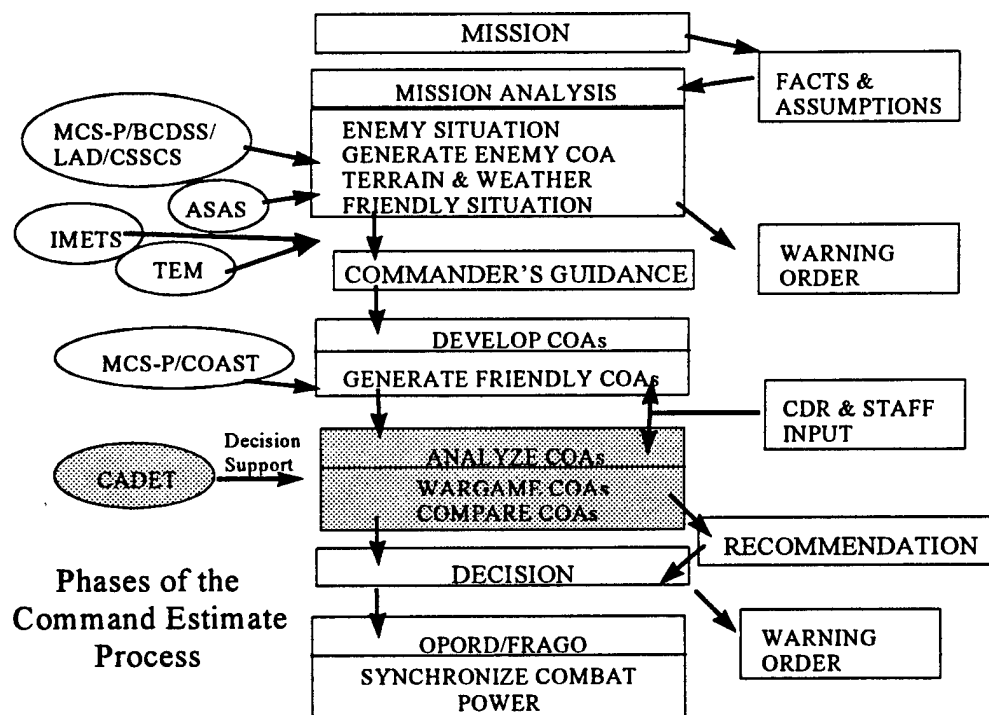 MISSION
FACTS &
ASSUMPTIONS
MISSION ANALYSIS
ENEMY SITUATION
GENERATE ENEMY COA
TERRAIN & WEATHER
FRIENDLY SITUATION
MCS-P/BCDSS/
LAD/CSSCS
ASAS
IMETS
TEM
WARNING
ORDER
COMMANDER'S GUIDANCE
DEVELOP COAs
GENERATE FRIENDLY COAs
MCS-P/COAST
CDR & STAFF
INPUT
CADET
Decision
Support
ANALYZE COAs
WARGAME COAs
COMPARE COAs
RECOMMENDATION
DECISION
WARNING
ORDER
OPORD/FRAGO
SYNCHRONIZE COMBAT
POWER
Phases of the
Command Estimate
Process